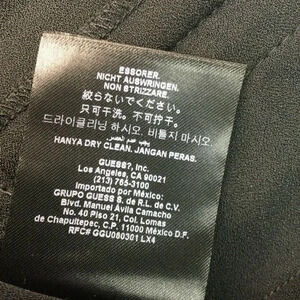 ESSORER.
NICHT AUSWRINGEN.
NON STRIZZARE.
絞らないでください。
只可干洗。不可拧干。
드라이클리닝 하시오. 비틀지 마시오.
HANYA DRY CLEAN. JANGAN PERAS.
GUESS?, Inc.
Los Angeles, CA 90021
(213) 765-3100
Importado por México:
GRUPO GUESS S. de R.L. de C.V.
Blvd. Manuel Ávila Camacho
No. 40 Piso 21, Col. Lomas
de Chapultepec, C.P. 11000 México D.F.
RFC# GGU080301 LX4